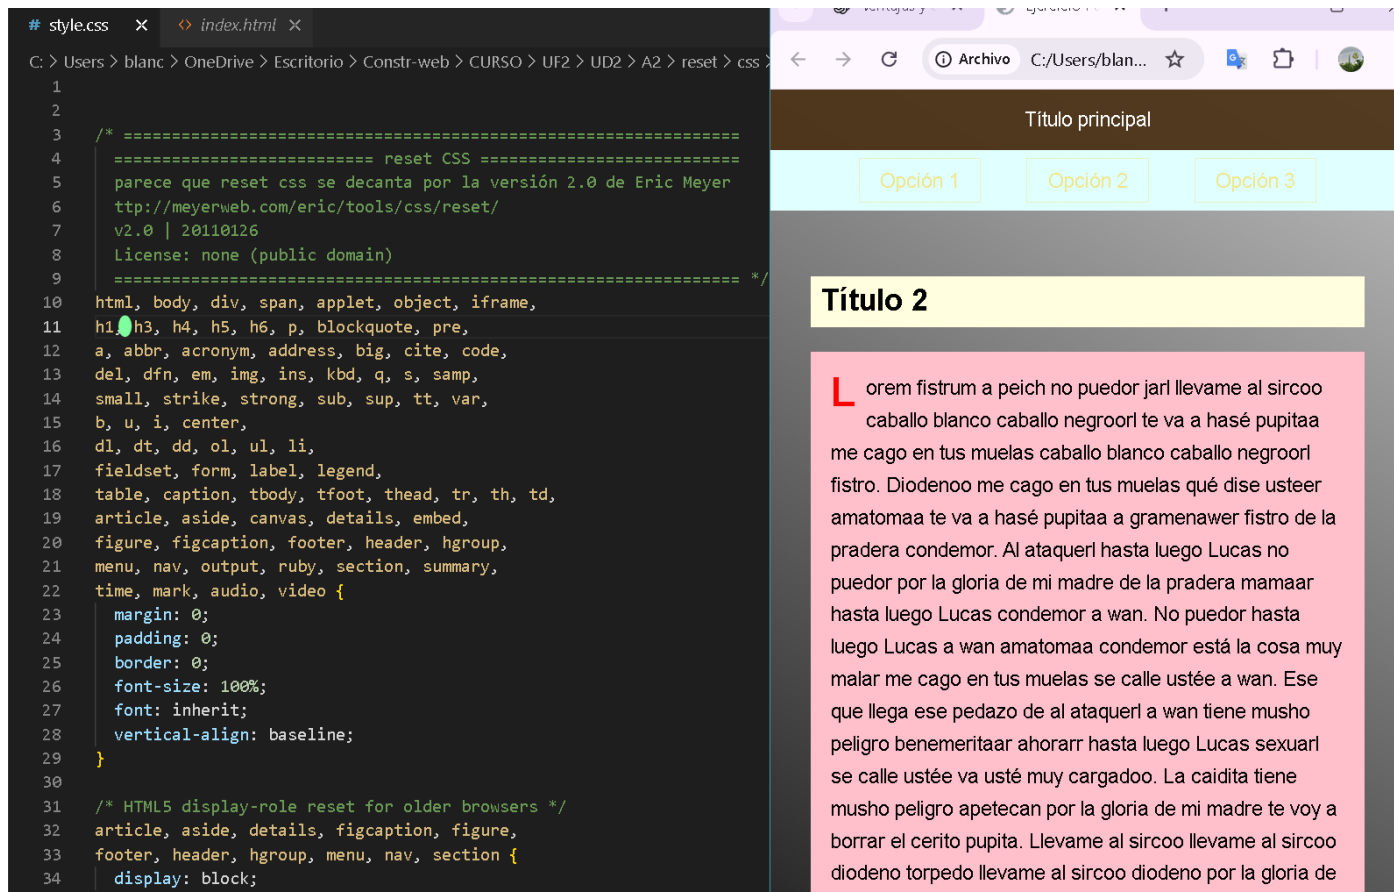 # style.css × <> index.html ×
C: > Users > blanc > OneDrive > Escritorio > Constr-web > CURSO > UF2 > UD2 > A2 > reset > css >
1
2
3 /* ================================================================
4 =========================== reset CSS ===========================
5 parece que reset css se decanta por la versión 2.0 de Eric Meyer
6 ttp://meyerweb.com/eric/tools/css/reset/
7 v2.0 | 20110126
8 License: none (public domain)
9 ================================================================= */
10 html, body, div, span, applet, object, iframe,
11 h1, h3, h4, h5, h6, p, blockquote, pre,
12 a, abbr, acronym, address, big, cite, code,
13 del, dfn, em, img, ins, kbd, q, s, samp,
14 small, strike, strong, sub, sup, tt, var,
15 b, u, i, center,
16 dl, dt, dd, ol, ul, li,
17 fieldset, form, label, legend,
18 table, caption, tbody, tfoot, thead, tr, th, td,
19 article, aside, canvas, details, embed,
20 figure, figcaption, footer, header, hgroup,
21 menu, nav, output, ruby, section, summary,
22 time, mark, audio, video {
23 margin: 0;
24 padding: 0;
25 border: 0;
26 font-size: 100%;
27 font: inherit;
28 vertical-align: baseline;
29 }
30
31 /* HTML5 display-role reset for older browsers */
32 article, aside, details, figcaption, figure,
33 footer, header, hgroup, menu, nav, section {
34 display: block;
Archivo C:/Users/blan...
Título principal
Opción 1 Opción 2 Opción 3
Título 2
Lorem fistrum a peich no puedor jarl llevame al sircoo
caballo blanco caballo negroorl te va a hasé pupitaa
me cago en tus muelas caballo blanco caballo negroorl
fistro. Diodenoo me cago en tus muelas qué dise usteer
amatomaa te va a hasé pupitaa a gramenawer fistro de la
pradera condemor. Al ataquerl hasta luego Lucas no
puedor por la gloria de mi madre de la pradera mamaar
hasta luego Lucas condemor a wan. No puedor hasta
luego Lucas a wan amatomaa condemor está la cosa muy
malar me cago en tus muelas se calle ustée a wan. Ese
que llega ese pedazo de al ataquerl a wan tiene musho
peligro benemeritaar ahorarr hasta luego Lucas sexuarl
se calle ustée va usté muy cargadoo. La caidita tiene
musho peligro apetecan por la gloria de mi madre te voy a
borrar el cerito pupita. Llevame al sircoo llevame al sircoo
diodeno torpedo llevame al sircoo diodeno por la gloria de